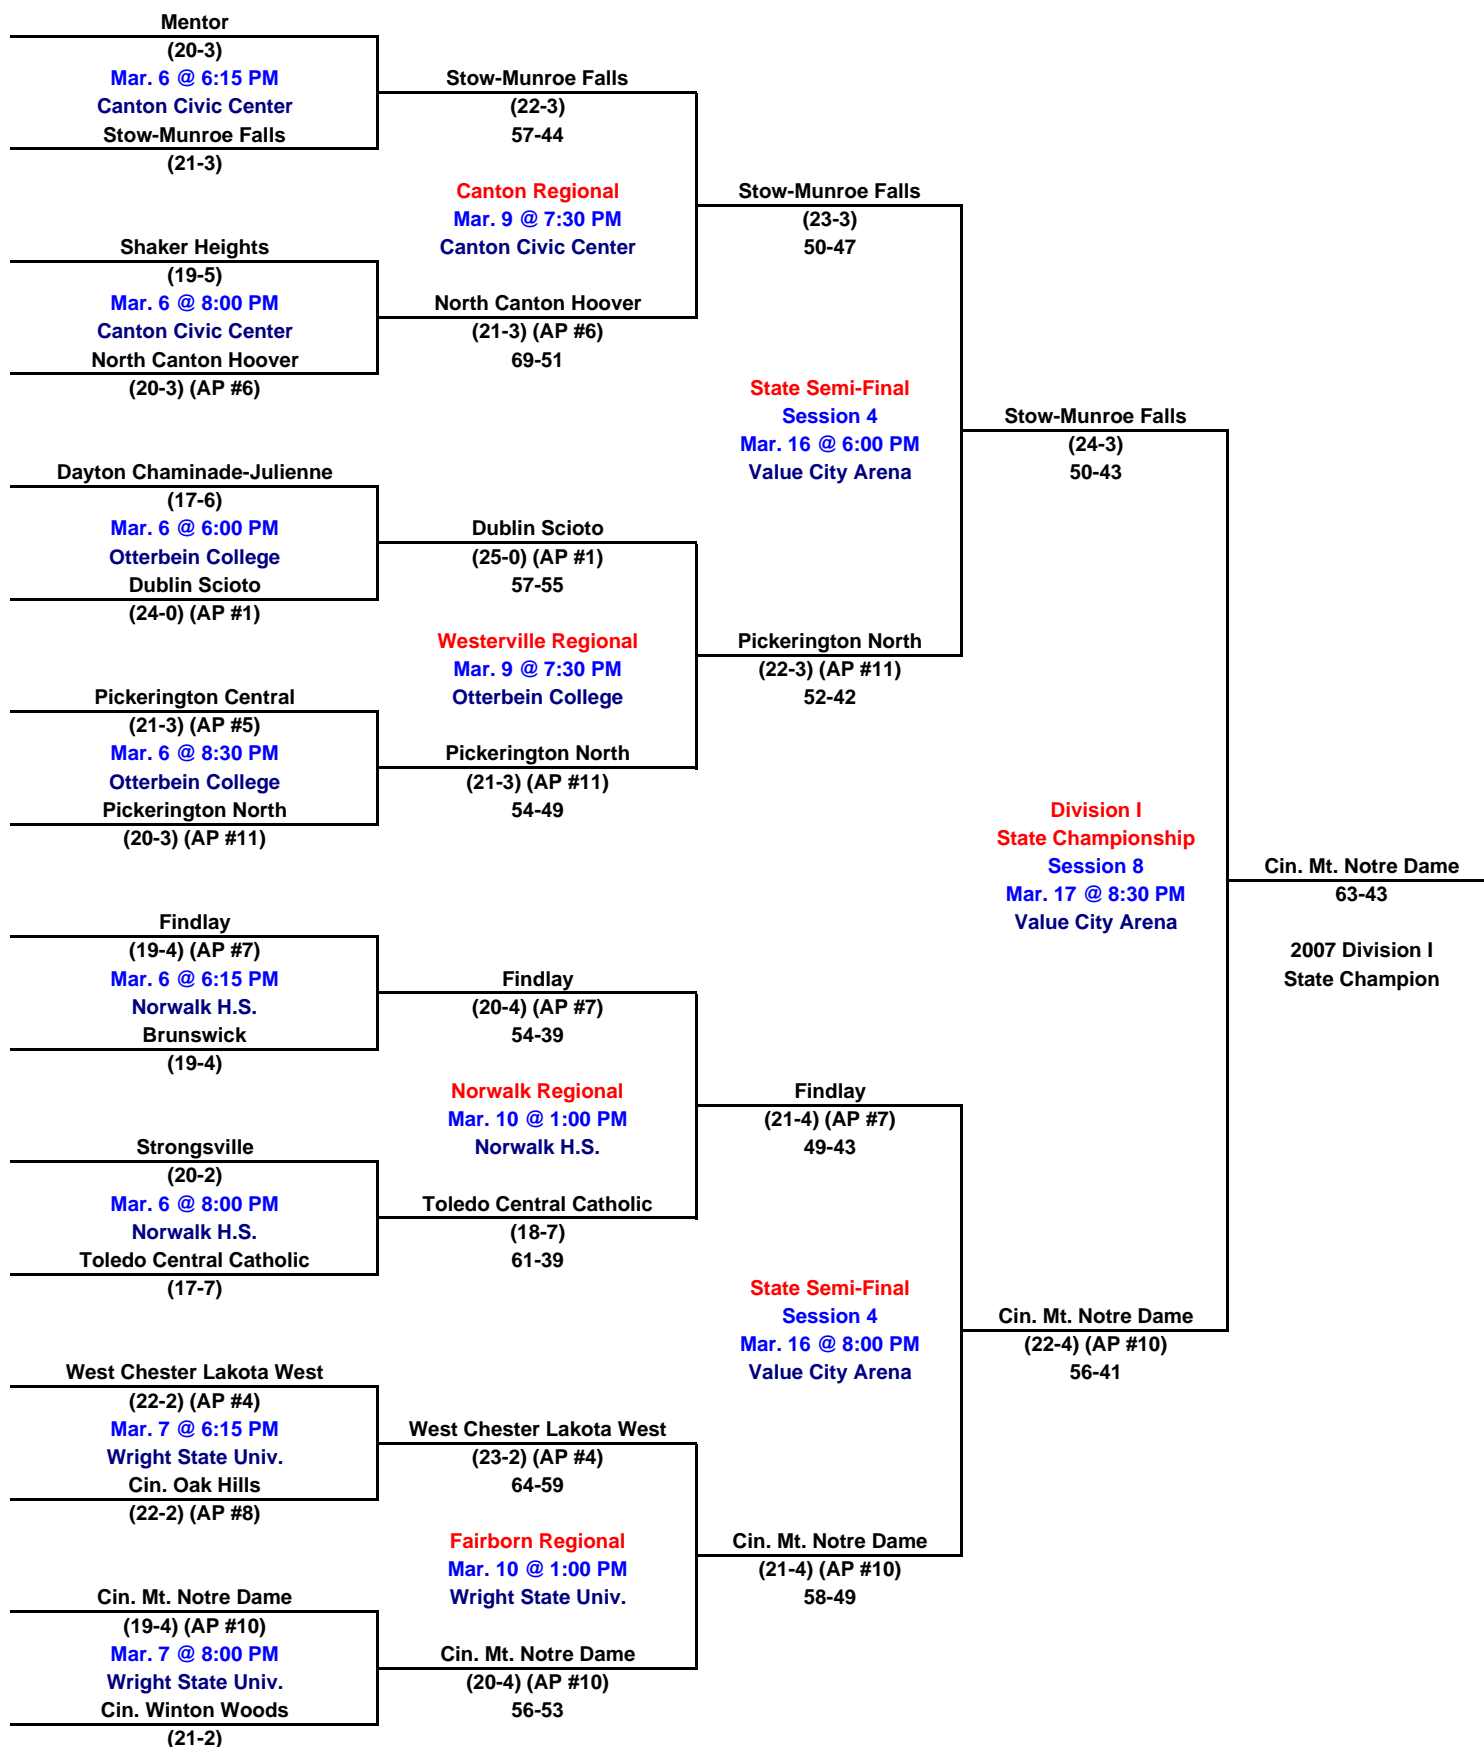 Mentor
(20-3)
Mar. 6 @ 6:15 PM
Canton Civic Center
Stow-Munroe Falls
(21-3)
Shaker Heights
(19-5)
Mar. 6 @ 8:00 PM
Canton Civic Center
North Canton Hoover
(20-3) (AP #6)
Dayton Chaminade-Julienne
(17-6)
Mar. 6 @ 6:00 PM
Otterbein College
Dublin Scioto
(24-0) (AP #1)
Pickerington Central
(21-3) (AP #5)
Mar. 6 @ 8:30 PM
Otterbein College
Pickerington North
(20-3) (AP #11)
Findlay
(19-4) (AP #7)
Mar. 6 @ 6:15 PM
Norwalk H.S.
Brunswick
(19-4)
Strongsville
(20-2)
Mar. 6 @ 8:00 PM
Norwalk H.S.
Toledo Central Catholic
(17-7)
West Chester Lakota West
(22-2) (AP #4)
Mar. 7 @ 6:15 PM
Wright State Univ.
Cin. Oak Hills
(22-2) (AP #8)
Cin. Mt. Notre Dame
(19-4) (AP #10)
Mar. 7 @ 8:00 PM
Wright State Univ.
Cin. Winton Woods
(21-2)
Stow-Munroe Falls
(22-3)
57-44
Canton Regional
Mar. 9 @ 7:30 PM
Canton Civic Center
North Canton Hoover
(21-3) (AP #6)
69-51
Dublin Scioto
(25-0) (AP #1)
57-55
Westerville Regional
Mar. 9 @ 7:30 PM
Otterbein College
Pickerington North
(21-3) (AP #11)
54-49
Findlay
(20-4) (AP #7)
54-39
Norwalk Regional
Mar. 10 @ 1:00 PM
Norwalk H.S.
Toledo Central Catholic
(18-7)
61-39
West Chester Lakota West
(23-2) (AP #4)
64-59
Fairborn Regional
Mar. 10 @ 1:00 PM
Wright State Univ.
Cin. Mt. Notre Dame
(20-4) (AP #10)
56-53
Stow-Munroe Falls
(23-3)
50-47
State Semi-Final
Session 4
Mar. 16 @ 6:00 PM
Value City Arena
Pickerington North
(22-3) (AP #11)
52-42
Findlay
(21-4) (AP #7)
49-43
State Semi-Final
Session 4
Mar. 16 @ 8:00 PM
Value City Arena
Cin. Mt. Notre Dame
(21-4) (AP #10)
58-49
Stow-Munroe Falls
(24-3)
50-43
Division I
State Championship
Session 8
Mar. 17 @ 8:30 PM
Value City Arena
Cin. Mt. Notre Dame
(22-4) (AP #10)
56-41
Cin. Mt. Notre Dame
63-43
2007 Division I
State Champion